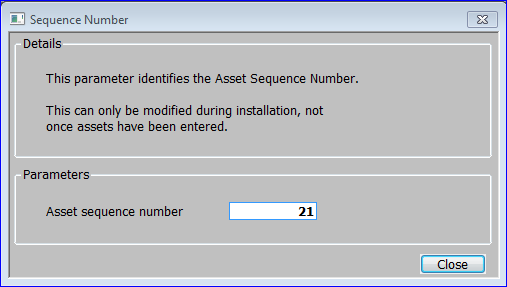 Sequence Number
Details
This parameter identifies the Asset Sequence Number.
This can only be modified during installation, not
once assets have been entered.
Parameters
Asset sequence number 21
Close